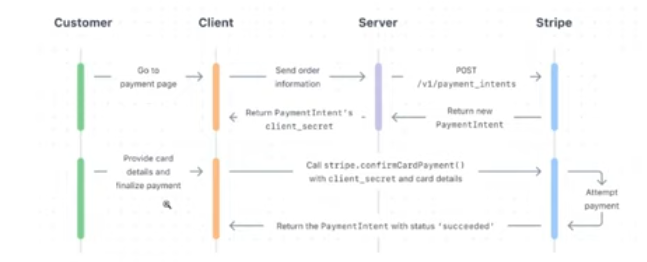 Customer
Client
Server
Stripe
Go to
payment page
Send order
information
POST
/v1/payment_intents
Return PaymentIntent's
client_secret
Return new
PaymentIntent
Provide card
details and
finalize payment
Call stripe.confirmCardPayment()
with client_secret and card details
Attempt
payment
Return the PaymentIntent with status 'succeeded'